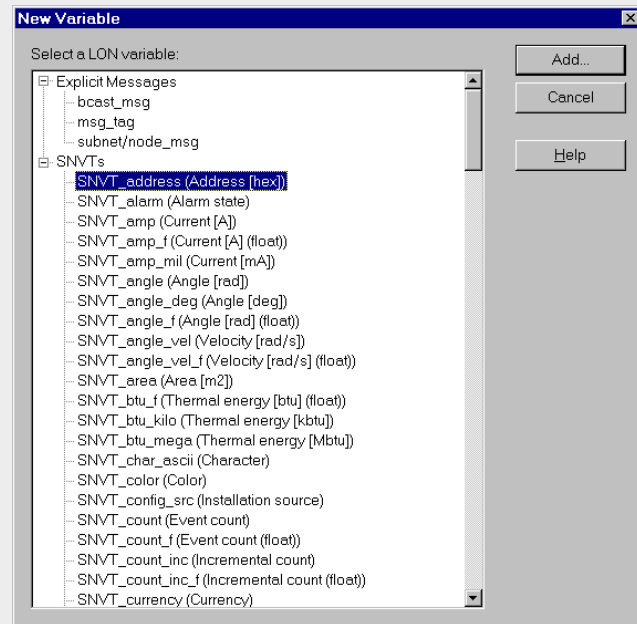 New Variable
Select a LON variable:
Explicit Messages
bcast_msg
msg_tag
subnet/node_msg
SNVTs
SNVT_address (Address [hex])
SNVT_alarm (Alarm state)
SNVT_amp (Current [A])
SNVT_amp_f (Current [A] (float))
SNVT_amp_mil (Current [mA])
SNVT_angle (Angle [rad])
SNVT_angle_deg (Angle [deg])
SNVT_angle_f (Angle [rad] (float))
SNVT_angle_vel (Velocity [rad/s])
SNVT_angle_vel_f (Velocity [rad/s] (float))
SNVT_area (Area [m2])
SNVT_btu_f (Thermal energy [btu] (float))
SNVT_btu_kilo (Thermal energy [kbtu])
SNVT_btu_mega (Thermal energy [Mbtu])
SNVT_char_ascii (Character)
SNVT_color (Color)
SNVT_config_src (Installation source)
SNVT_count (Event count)
SNVT_count_f (Event count (float))
SNVT_count_inc (Incremental count)
SNVT_count_inc_f (Incremental count (float))
SNVT_currency (Currency)
Add...
Cancel
Help